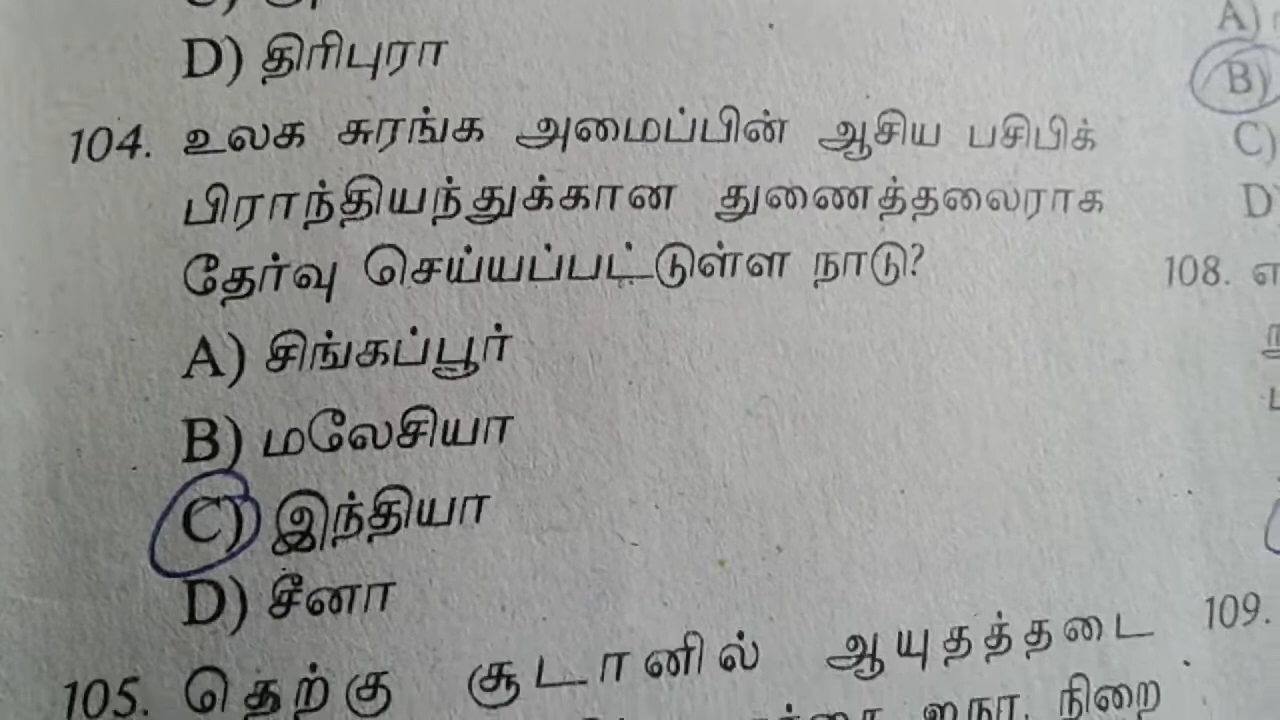 D) திரிபுரா
104. உலக சுரங்க அமைப்பின் ஆசிய பசிபிக்
பிராந்தியந்துக்கான துணைத்தலைராக
தேர்வு செய்யப்பட்டுள்ள நாடு?
A) சிங்கப்பூர்
B) மலேசியா
C) இந்தியா
D) சீனா
105. தெற்கு சூடானில் ஆயுதத்தடை
ஐநா. நிறை
A)
B)
C)
D
108. எ
109.